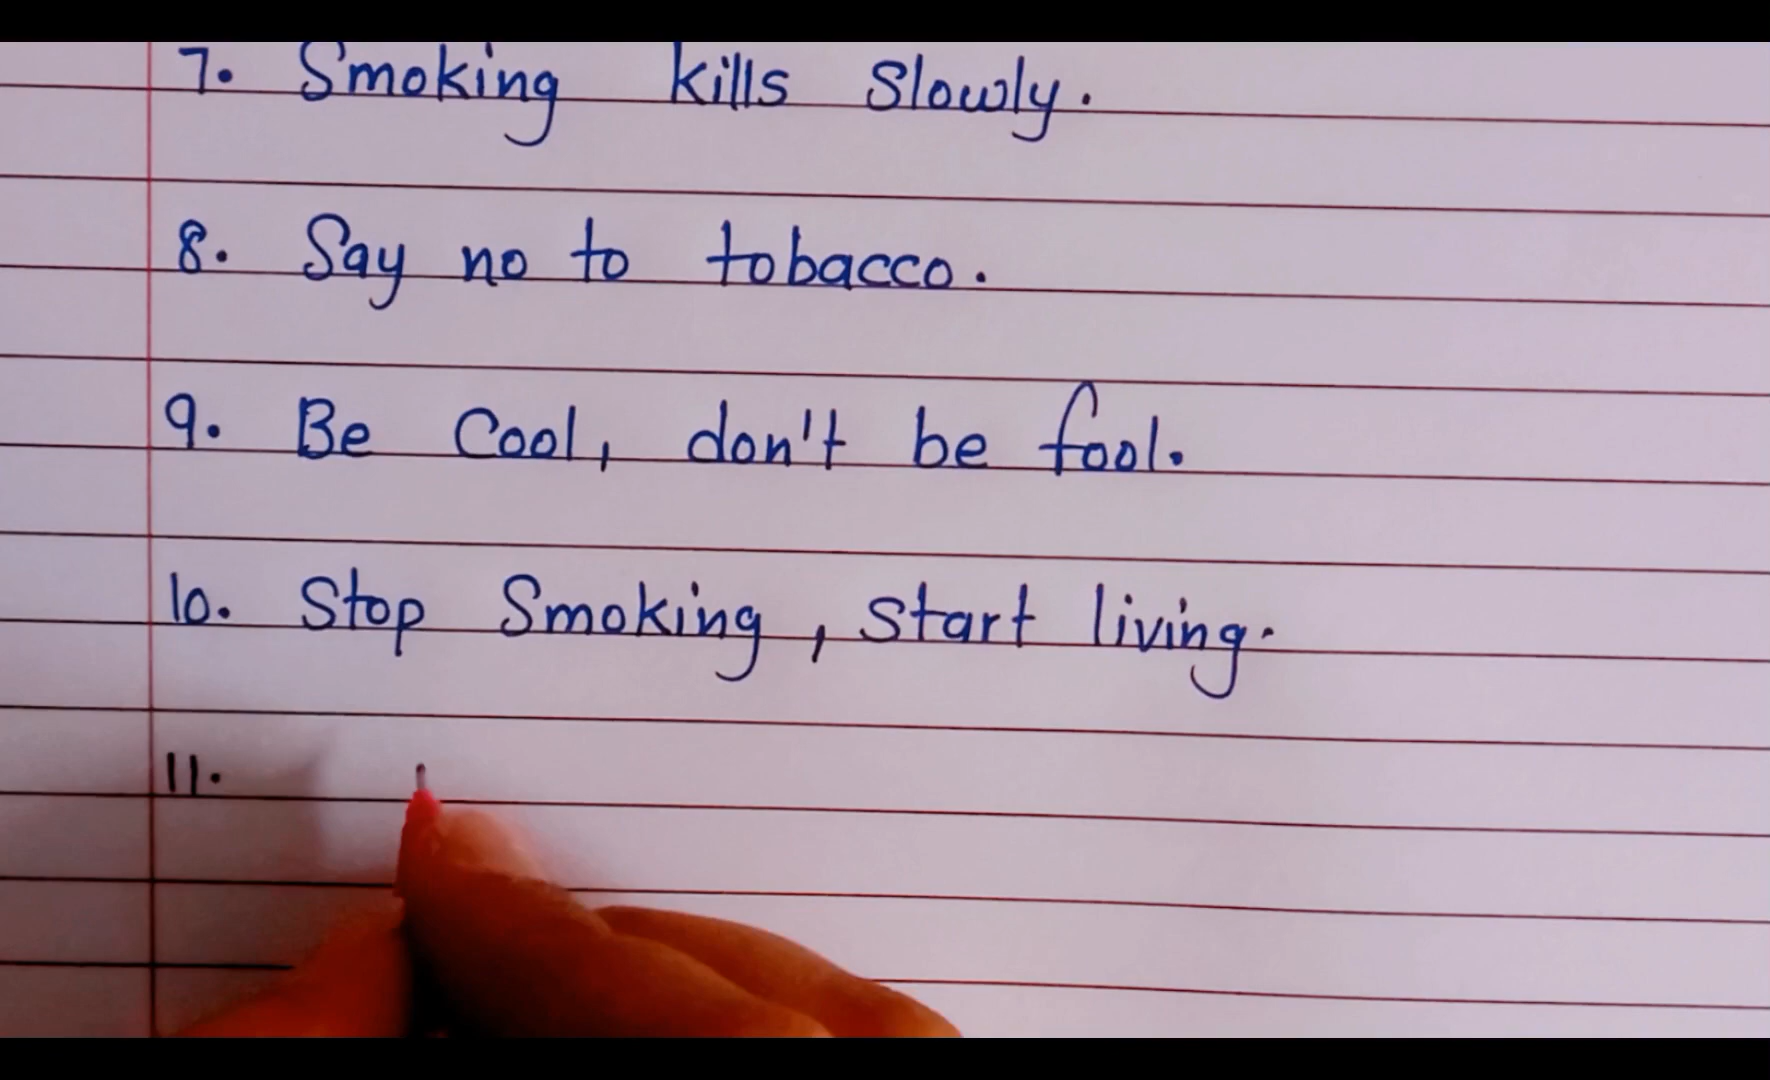 7. Smoking kills Slowly.
8. Say no to tobacco.
9. Be Cool, don't be fool.
10. Stop Smoking, start living.
11.